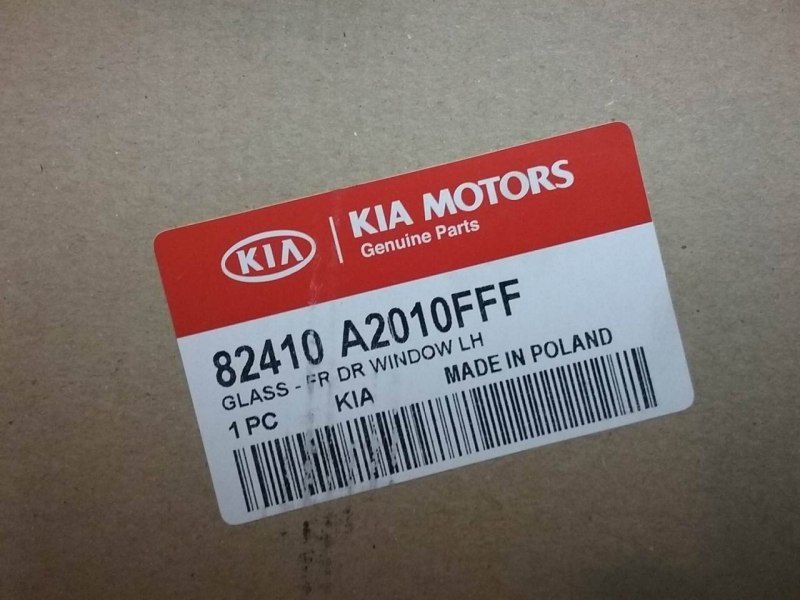 KIA
KIA MOTORS
Genuine Parts
82410 A2010FFF
GLASS - FR DR WINDOW LH
1 PC KIA MADE IN POLAND